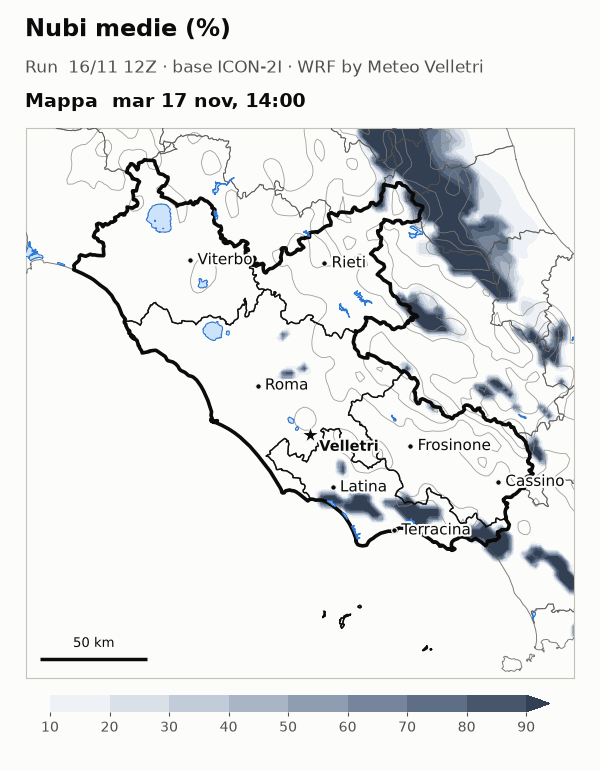 Nubi medie (%)
Run 16/11 12Z · base ICON-2I · WRF by Meteo Velletri
Mappa mar 17 nov, 14:00
Viterbo
Rieti
Roma
Velletri
Frosinone
Cassino
Latina
Terracina
50 km
10 20 30 40 50 60 70 80 90